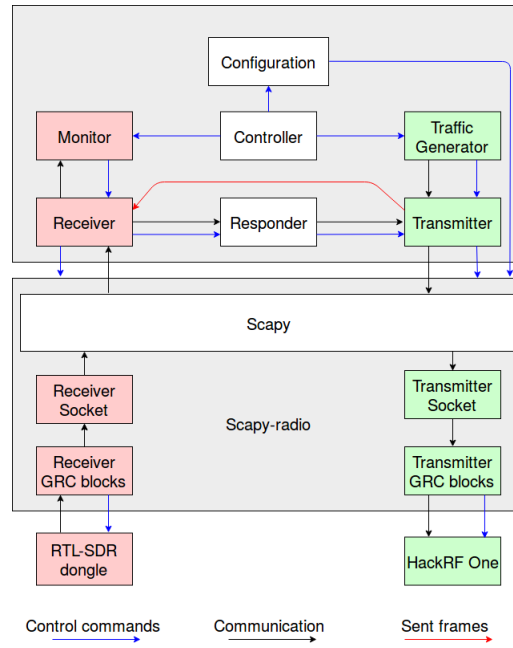 Configuration
Monitor
Controller
Traffic
Generator
Receiver
Responder
Transmitter
Scapy
Receiver
Socket
Transmitter
Socket
Scapy-radio
Receiver
GRC blocks
Transmitter
GRC blocks
RTL-SDR
dongle
HackRF One
Control commands
Communication
Sent frames